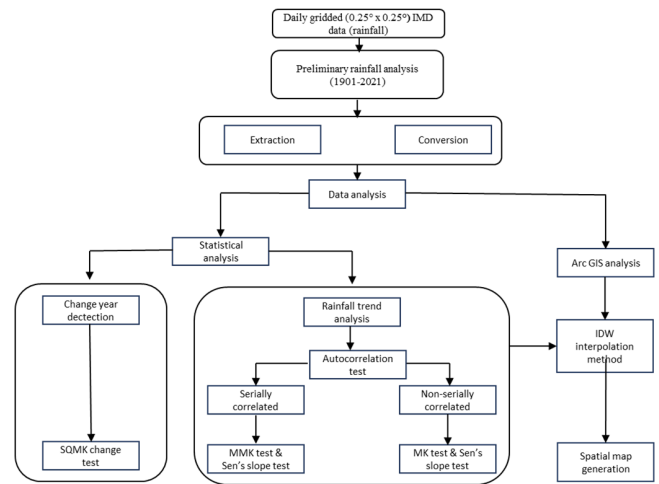 Daily gridded (0.25° x 0.25°) IMD
data (rainfall)
Preliminary rainfall analysis
(1901-2021)
Extraction
Conversion
Data analysis
Statistical
analysis
Arc GIS analysis
Change year
dectection
Rainfall trend
analysis
IDW
interpolation
method
Autocorrelation
test
Serially
correlated
Non-serially
correlated
SQMK change
test
MMK test &
Sen's slope test
MK test & Sen's
slope test
Spatial map
generation